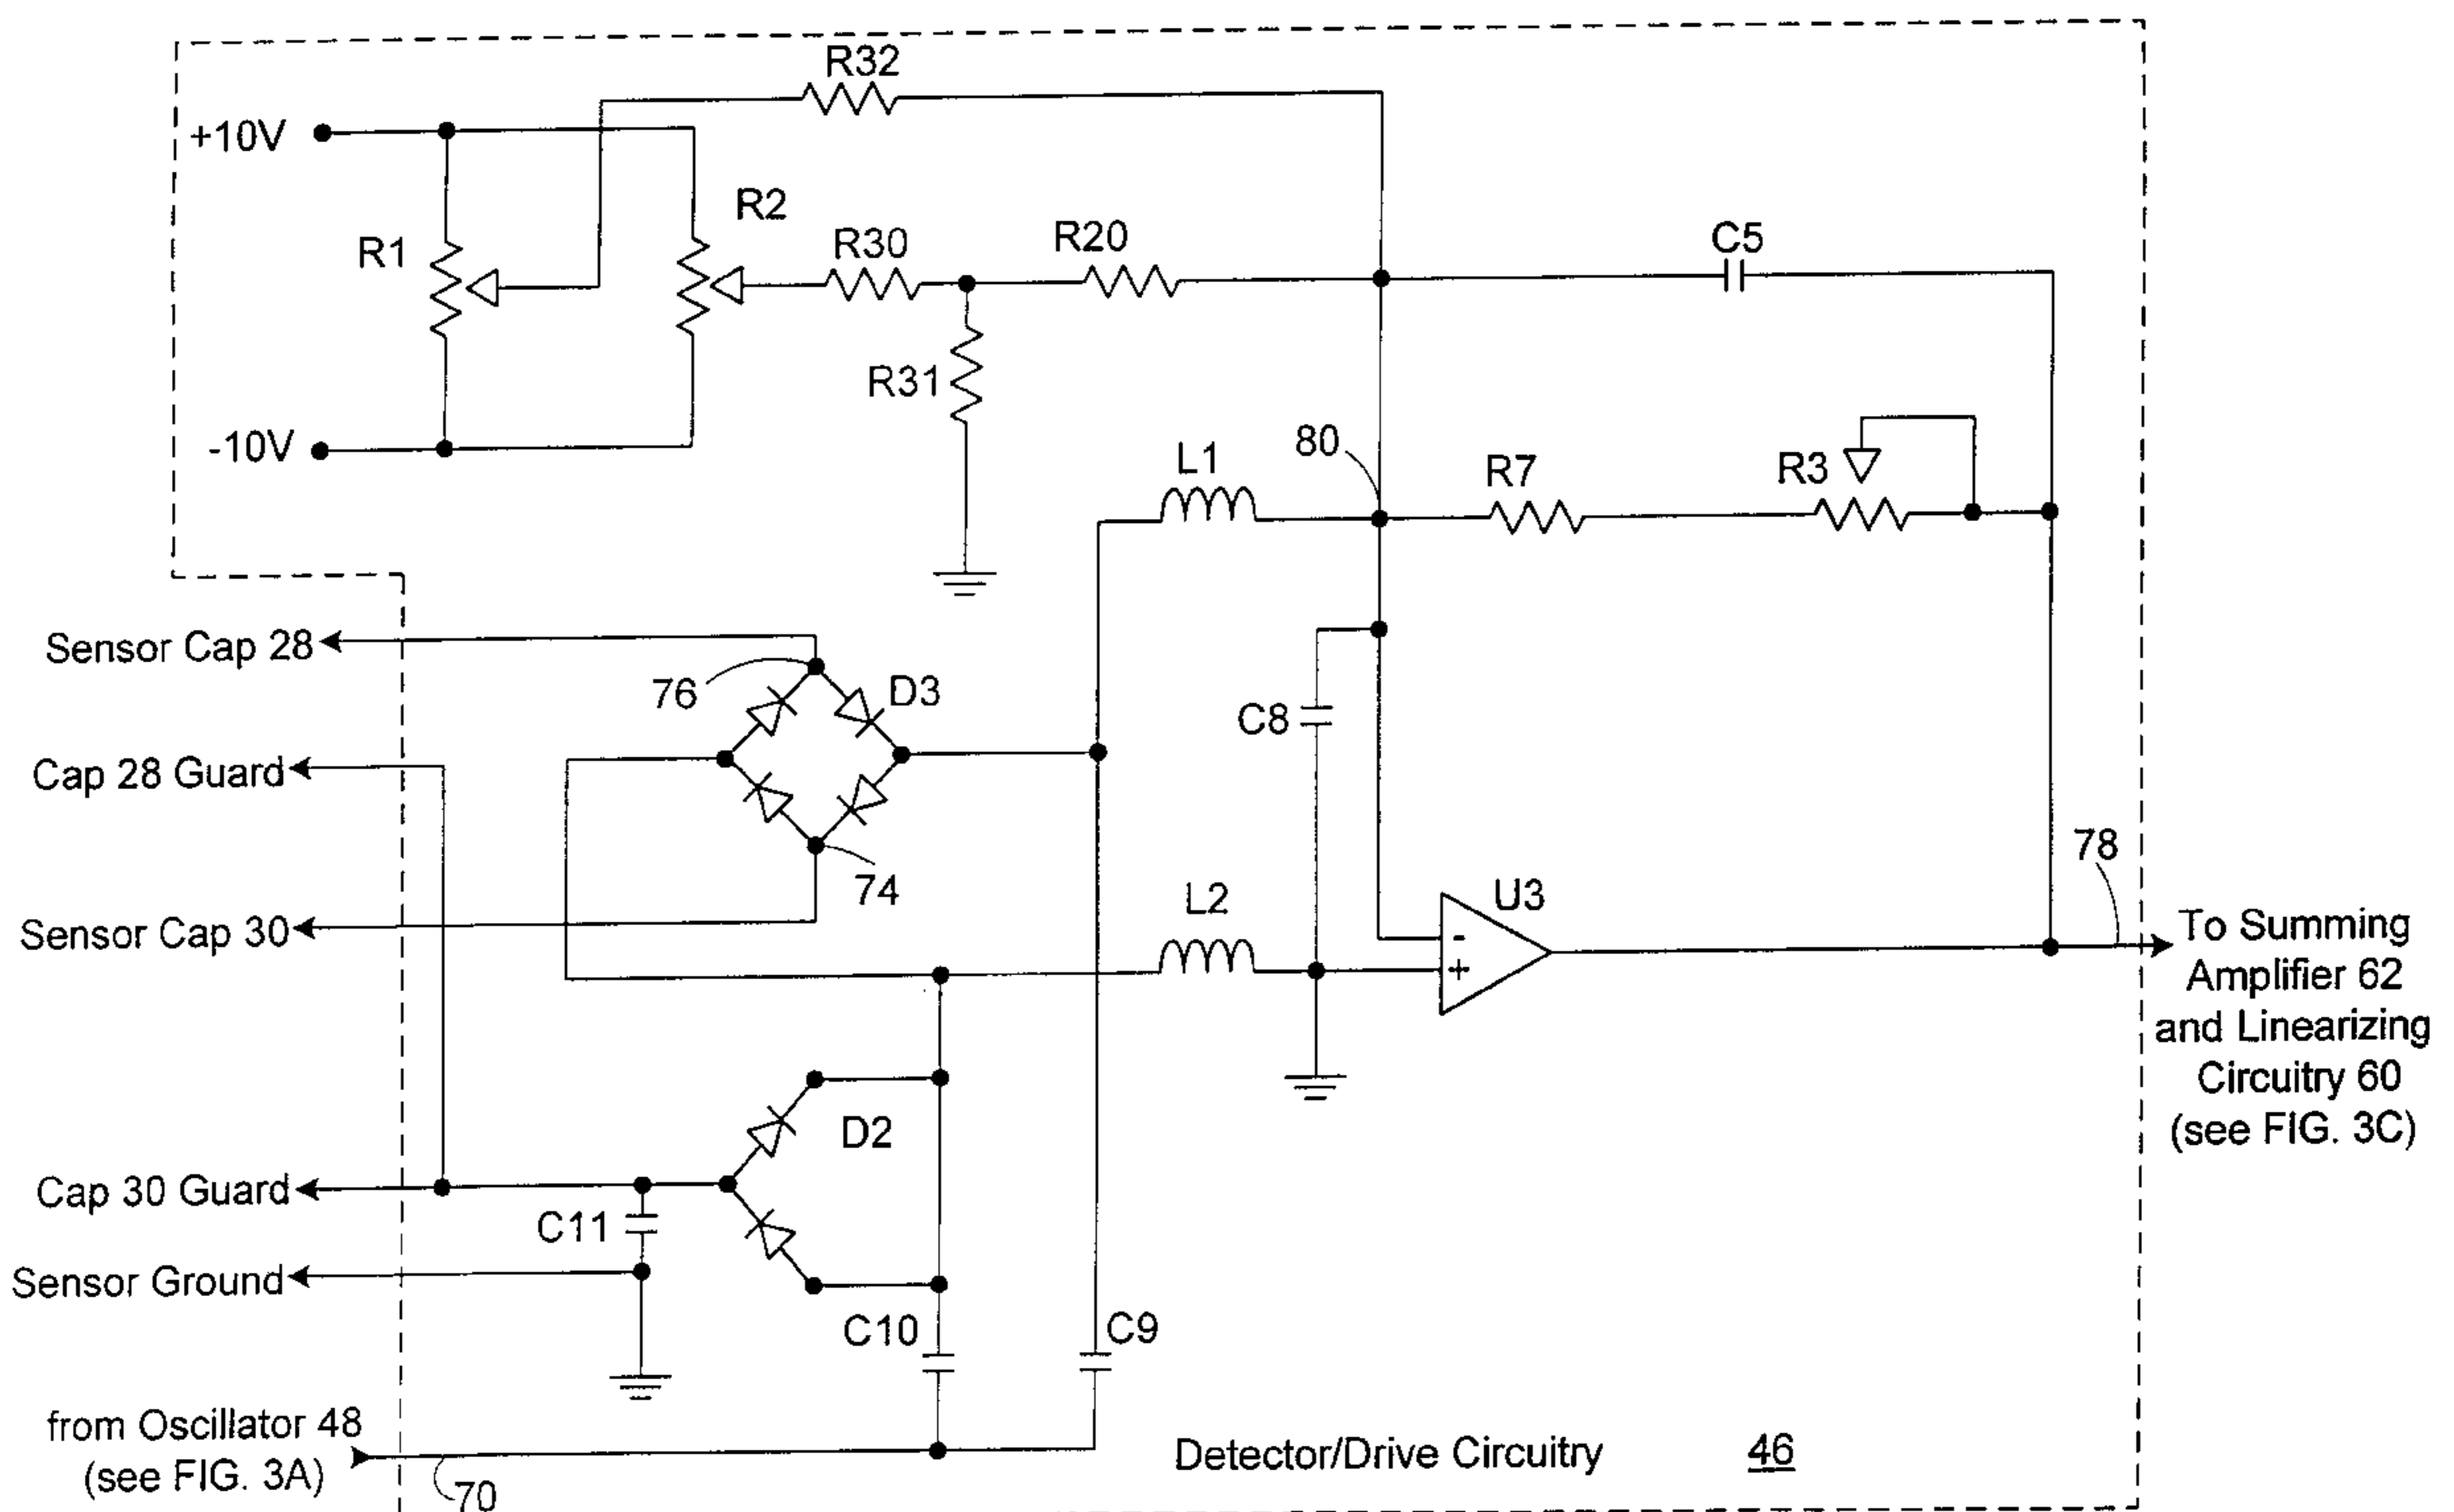 R32
+10V
R2
R1
R30
R20
C5
R31
-10V
80
L1
R7
R3
Sensor Cap 28
76
D3
C8
Cap 28 Guard
74
Sensor Cap 30
L2
U3
-
+
78
To Summing
Amplifier 62
and Linearizing
Circuitry 60
(see FIG. 3C)
D2
Cap 30 Guard
C11
Sensor Ground
C10
C9
from Oscillator 48
(see FIG. 3A)
70
Detector/Drive Circuitry 46